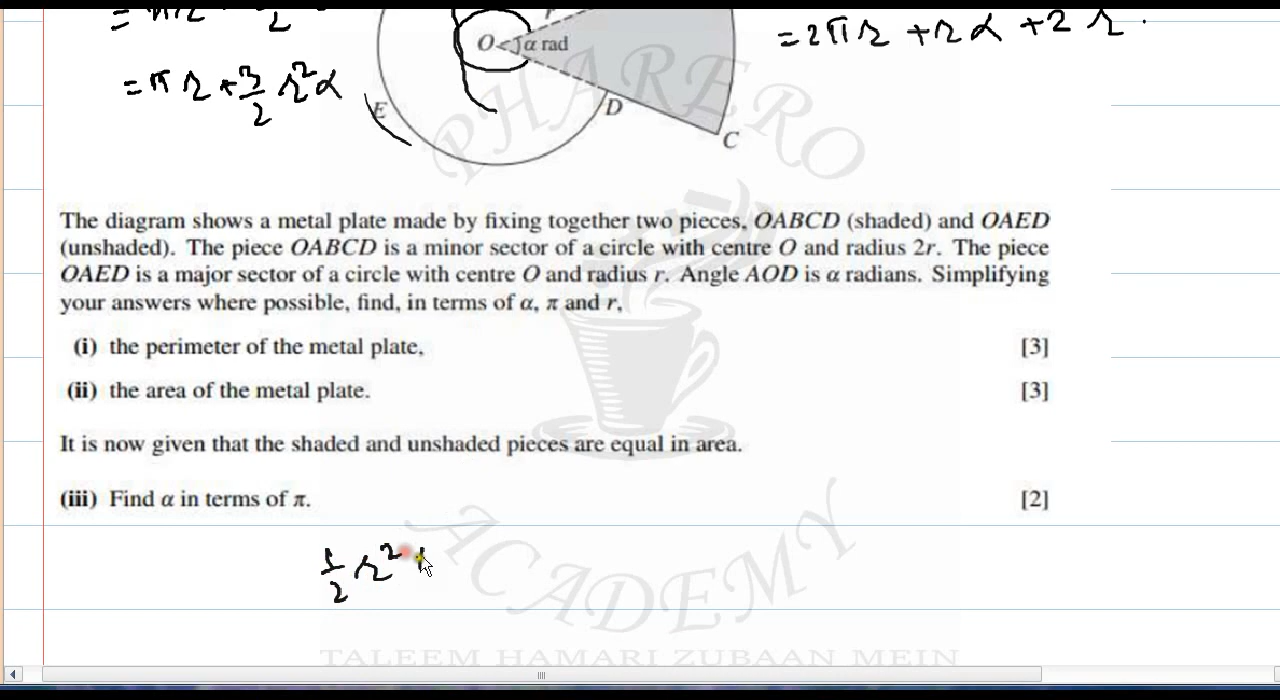 = 2πr + rα + 2r.
O α rad
= πr + 3/2 r²α
E
D
C
The diagram shows a metal plate made by fixing together two pieces, OABCD (shaded) and OAED
(unshaded). The piece OABCD is a minor sector of a circle with centre O and radius 2r. The piece
OAED is a major sector of a circle with centre O and radius r. Angle AOD is α radians. Simplifying
your answers where possible, find, in terms of α, π and r,
(i) the perimeter of the metal plate, [3]
(ii) the area of the metal plate. [3]
It is now given that the shaded and unshaded pieces are equal in area.
(iii) Find α in terms of π. [2]
1/2 r²
PHARERO
ACADEMY
TALEEM HAMARI ZUBAAN MEIN